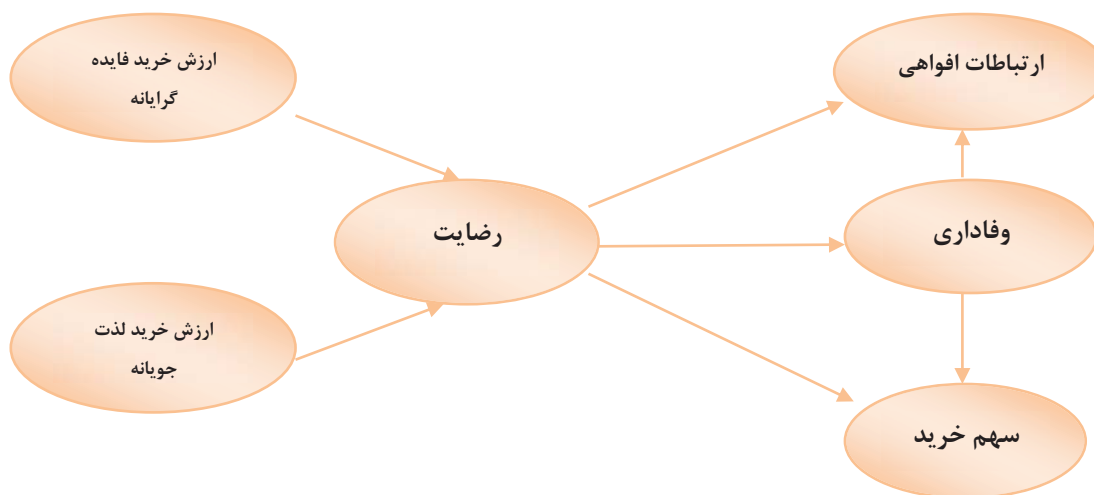 ارزش خرید فایده
گرایانه
ارتباطات افواهی
رضایت
وفاداری
ارزش خرید لذت
جویانه
سهم خرید